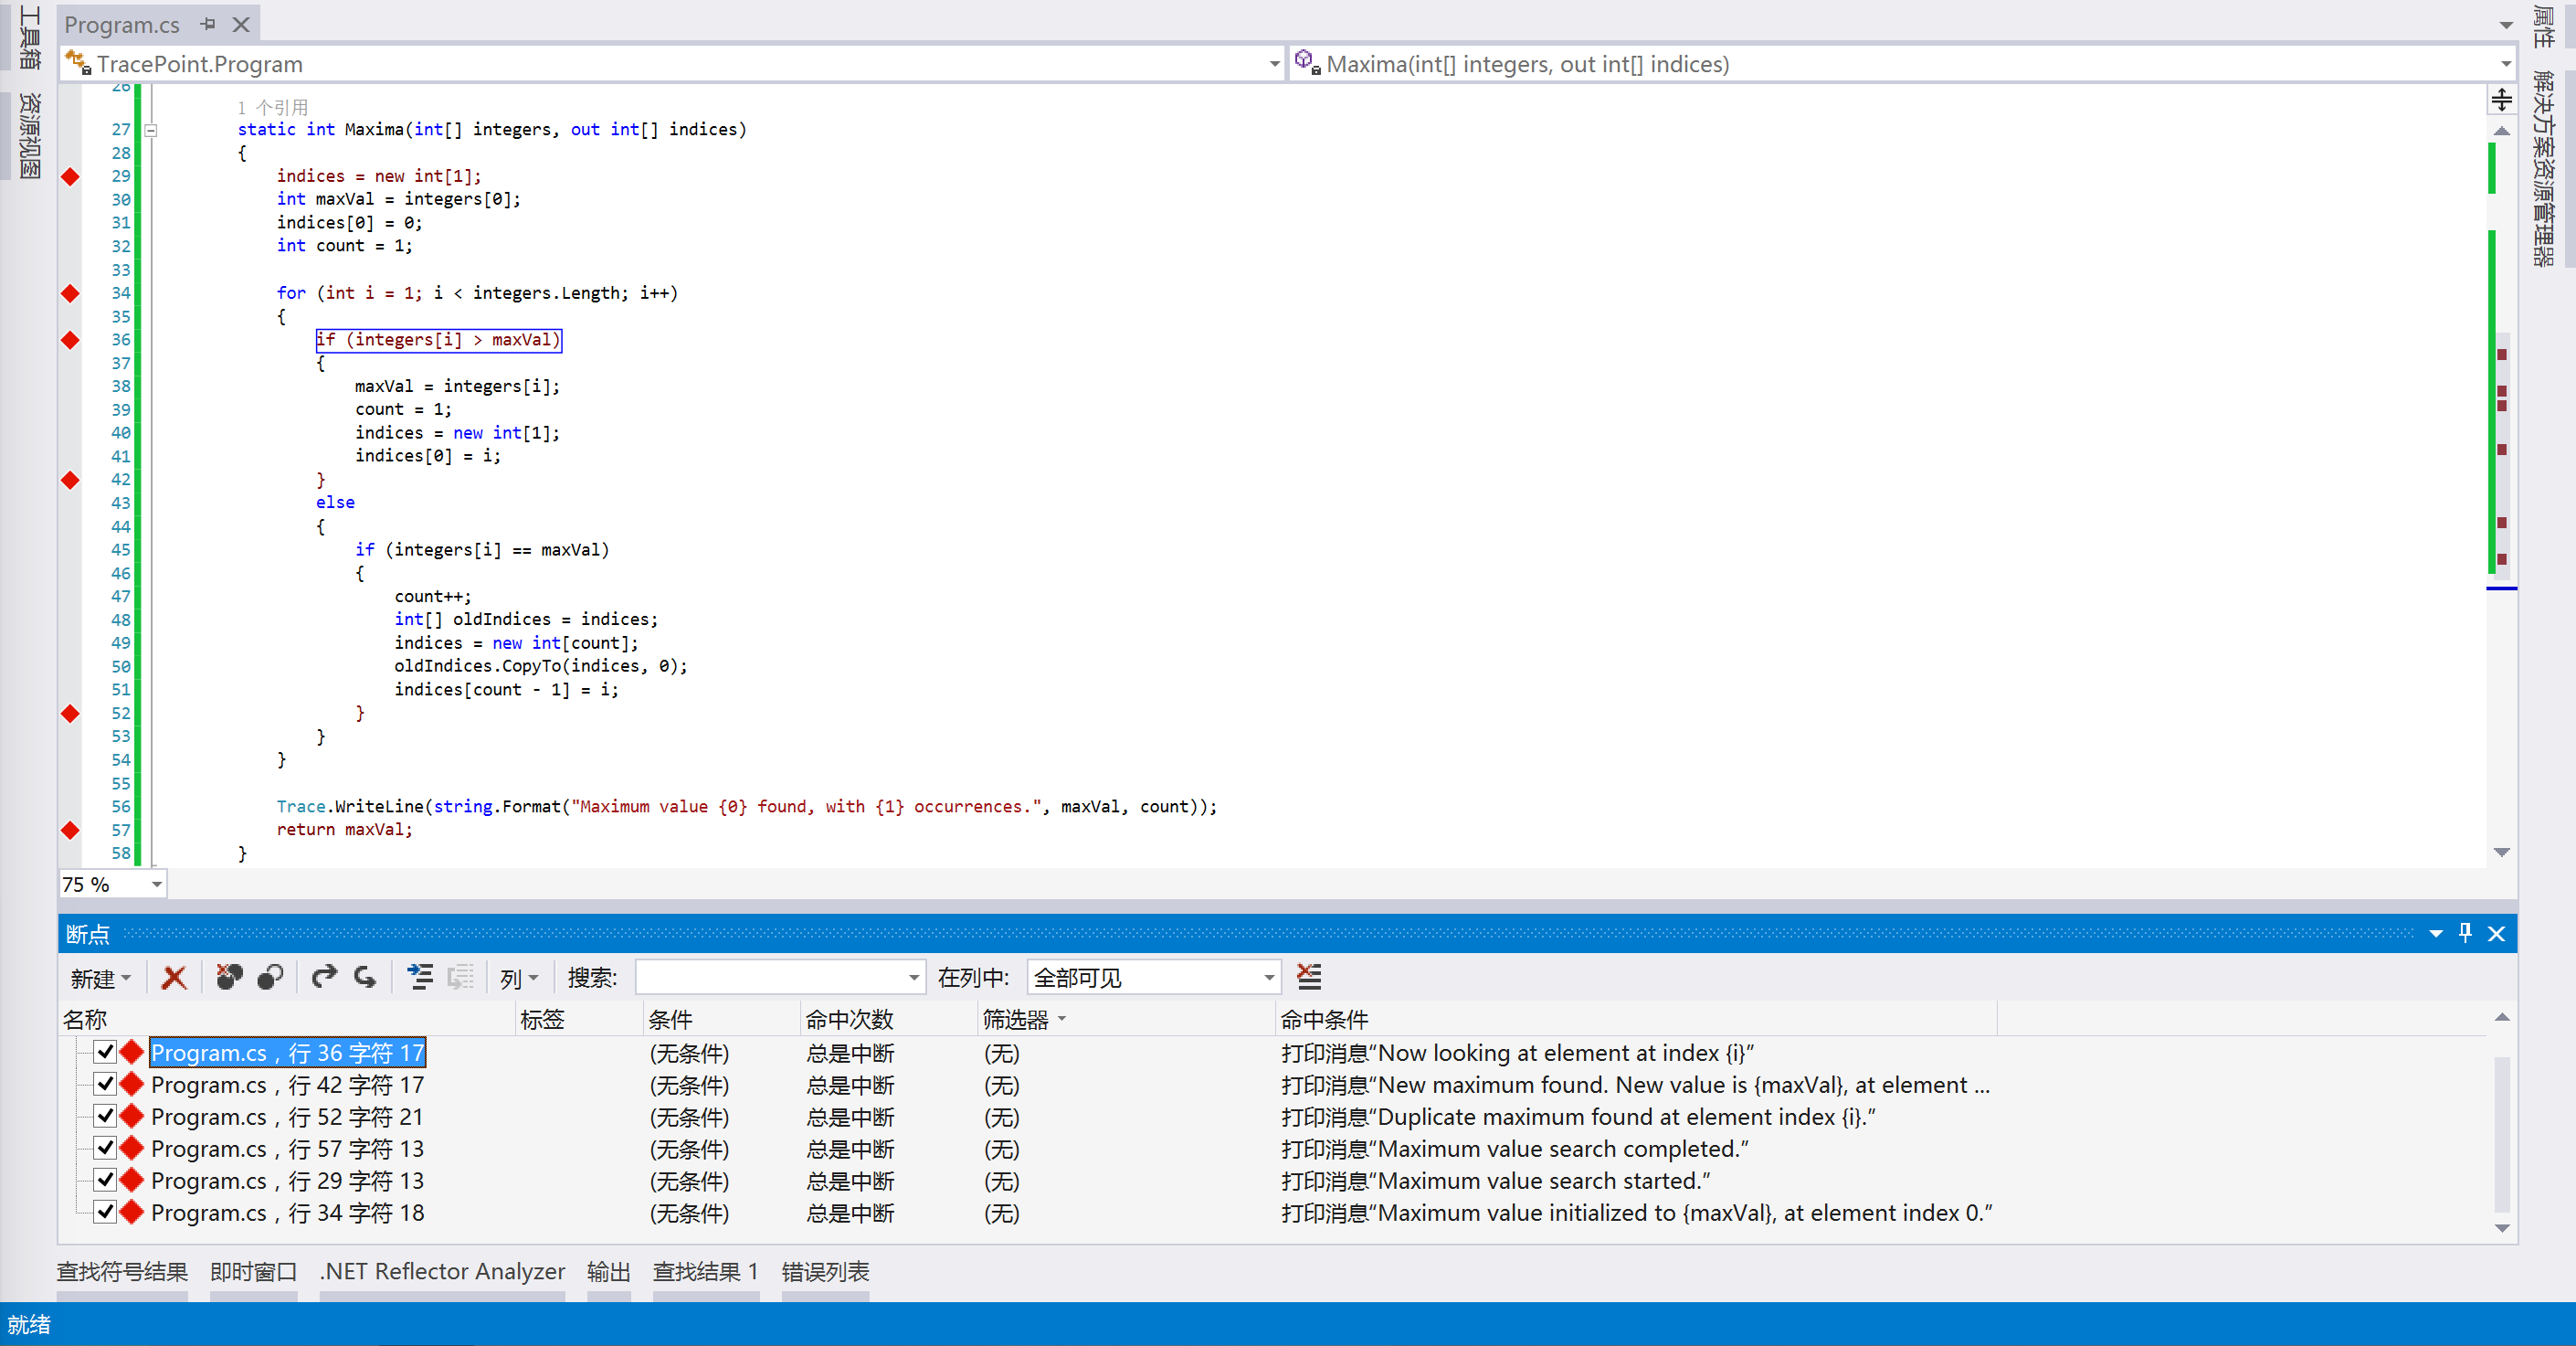 工具箱
资源视图
Program.cs
TracePoint.Program
Maxima(int[] integers, out int[] indices)
属性
解决方案资源管理器
26
1 个引用
27 static int Maxima(int[] integers, out int[] indices)
28 {
29 indices = new int[1];
30 int maxVal = integers[0];
31 indices[0] = 0;
32 int count = 1;
33
34 for (int i = 1; i < integers.Length; i++)
35 {
36 if (integers[i] > maxVal)
37 {
38 maxVal = integers[i];
39 count = 1;
40 indices = new int[1];
41 indices[0] = i;
42 }
43 else
44 {
45 if (integers[i] == maxVal)
46 {
47 count++;
48 int[] oldIndices = indices;
49 indices = new int[count];
50 oldIndices.CopyTo(indices, 0);
51 indices[count - 1] = i;
52 }
53 }
54 }
55
56 Trace.WriteLine(string.Format("Maximum value {0} found, with {1} occurrences.", maxVal, count));
57 return maxVal;
58 }
75 %
断点
新建 列 搜索: 在列中: 全部可见
名称 标签 条件 命中次数 筛选器 命中条件
Program.cs，行 36 字符 17 (无条件) 总是中断 (无) 打印消息“Now looking at element at index {i}”
Program.cs，行 42 字符 17 (无条件) 总是中断 (无) 打印消息“New maximum found. New value is {maxVal}, at element ...
Program.cs，行 52 字符 21 (无条件) 总是中断 (无) 打印消息“Duplicate maximum found at element index {i}.”
Program.cs，行 57 字符 13 (无条件) 总是中断 (无) 打印消息“Maximum value search completed.”
Program.cs，行 29 字符 13 (无条件) 总是中断 (无) 打印消息“Maximum value search started.”
Program.cs，行 34 字符 18 (无条件) 总是中断 (无) 打印消息“Maximum value initialized to {maxVal}, at element index 0.”
查找符号结果 即时窗口 .NET Reflector Analyzer 输出 查找结果 1 错误列表
就绪